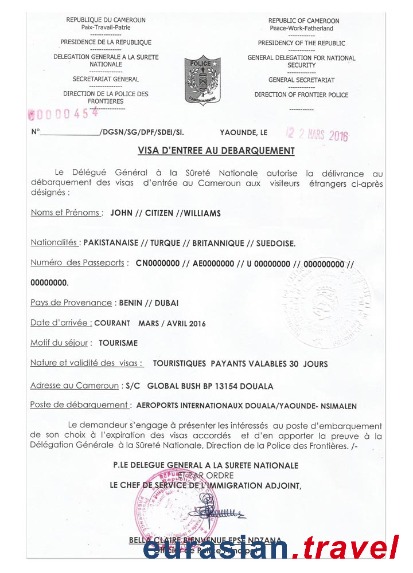 REPUBLIQUE DU CAMEROUN
Paix-Travail-Patrie
PRESIDENCE DE LA REPUBLIQUE
DELEGATION GENERALE A LA SURETE
NATIONALE
SECRETARIAT GENERAL
DIRECTION DE LA POLICE DES
FRONTIERES
REPUBLIC OF CAMEROON
Peace-Work-Fatherland
PRESIDENCY OF THE REPUBLIC
GENERAL DELEGATION FOR NATIONAL
SECURITY
GENERAL SECRETARIAT
DIRECTION OF FRONTIER POLICE
POLICE
00000454
N°____________/DGSN/SG/DPF/SDEI/SI. YAOUNDE, LE 22 MARS 2016
VISA D'ENTREE AU DEBARQUEMENT
Le Délégué Général à la Sûreté Nationale autorise la délivrance au
débarquement des visas d'entrée au Cameroun aux visiteurs étrangers ci-après
désignés :
Noms et Prénoms : JOHN // CITIZEN //WILLIAMS
Nationalités : PAKISTANAISE // TURQUE // BRITANNIQUE // SUEDOISE.
Numéro des Passeports : CN0000000 // AE0000000 // U 00000000 // 000000000 //
00000000.
Pays de Provenance : BENIN // DUBAI
Date d'arrivée : COURANT MARS / AVRIL 2016
Motif du séjour : TOURISME
Nature et validité des visas : TOURISTIQUES PAYANTS VALABLES 30 JOURS
Adresse au Cameroun : S/C GLOBAL BUSH BP 13154 DOUALA
Poste de débarquement : AEROPORTS INTERNATIONAUX DOUALA/YAOUNDE- NSIMALEN
Le demandeur s'engage à présenter les intéressés au poste d'embarquement
de son choix à l'expiration des visas accordés et d'en apporter la preuve à la
Délégation Générale à la Sûreté Nationale, Direction de la Police des Frontières. /-
P.LE DELEGUE GENERAL A LA SURETE NATIONALE
ET PAR ORDRE
LE CHEF DE SERVICE DE L'IMMIGRATION ADJOINT,
BELLA CLAIRE BIENVENUE EPSE NDZANA
eurasian.travel